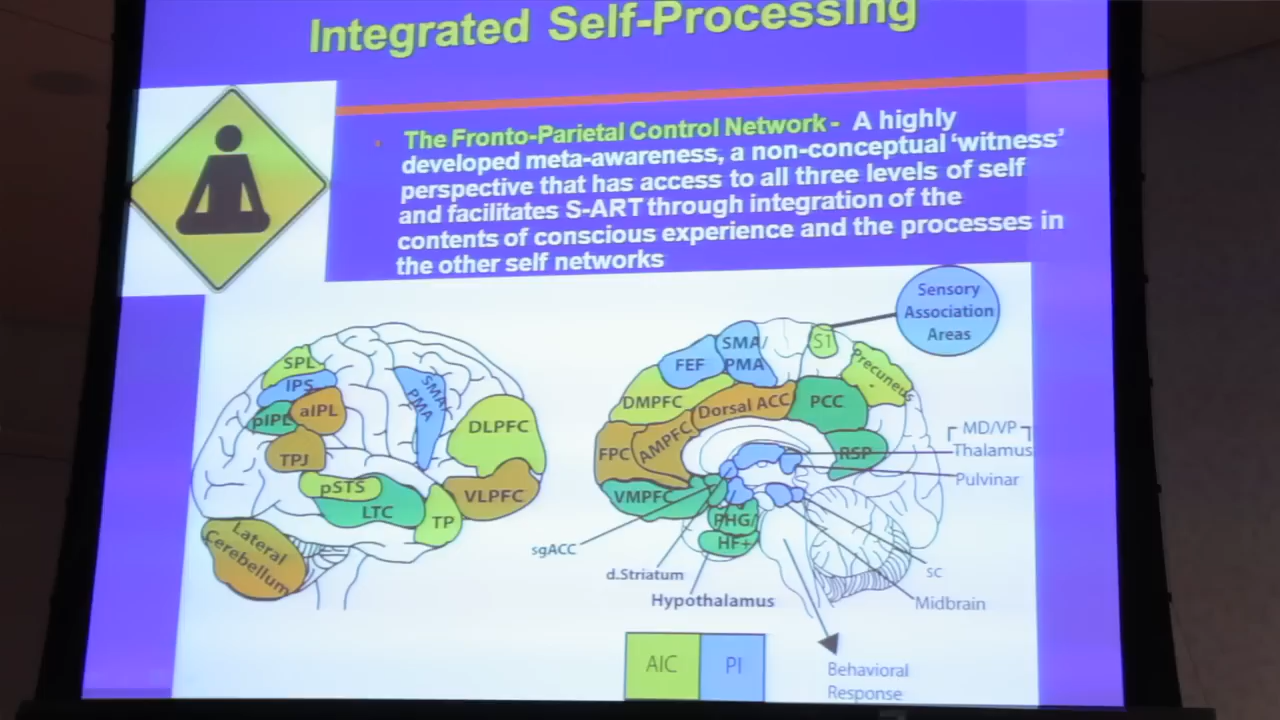 Integrated Self-Processing
The Fronto-Parietal Control Network - A highly
developed meta-awareness, a non-conceptual 'witness'
perspective that has access to all three levels of self
and facilitates S-ART through integration of the
contents of conscious experience and the processes in
the other self networks
SPL
IPS
pIPL
aIPL
TPJ
pSTS
LTC
TP
SMA/
PMA
DLPFC
VLPFC
Lateral
Cerebellum
Sensory
Association
Areas
FEF
SMA/
PMA
S1
Precuneus
DMPFC
Dorsal ACC
PCC
FPC
AMPFC
RSP
VMPFC
PHG/
HF+
MD/VP
Thalamus
Pulvinar
sgACC
d.Striatum
Hypothalamus
SC
Midbrain
AIC
PI
Behavioral
Response